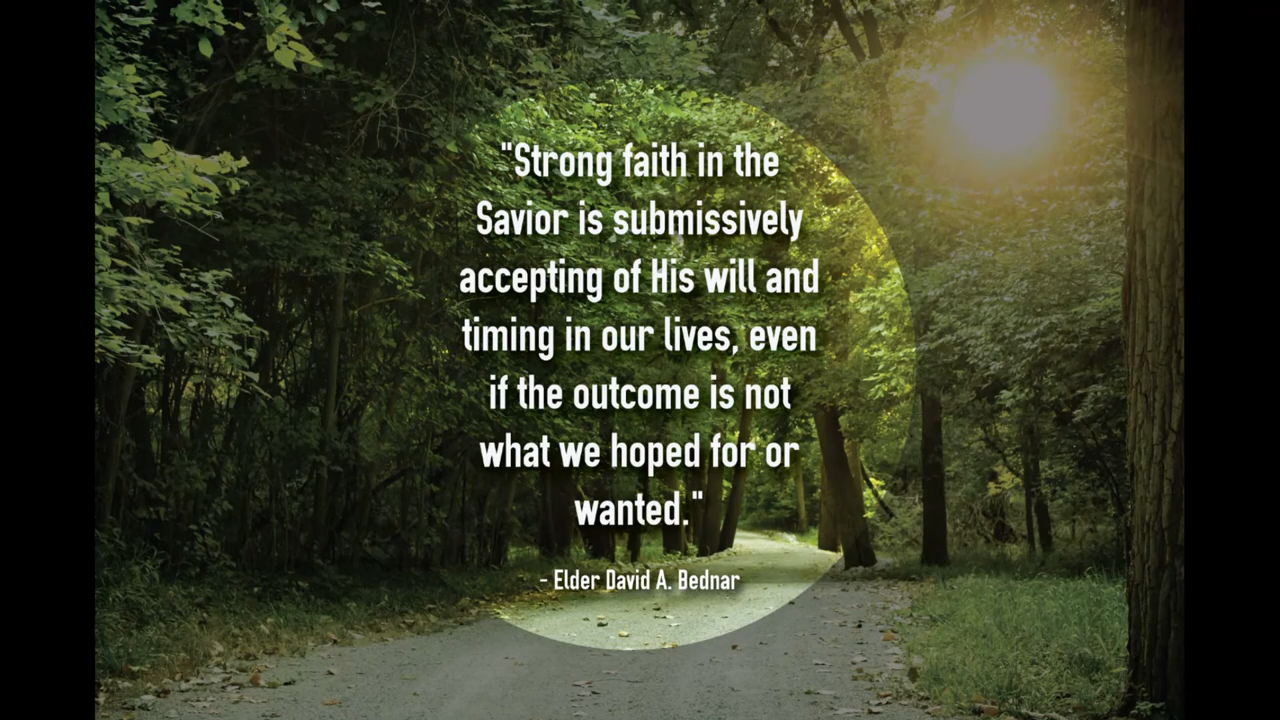 "Strong faith in the
Savior is submissively
accepting of His will and
timing in our lives, even
if the outcome is not
what we hoped for or
wanted."
- Elder David A. Bednar